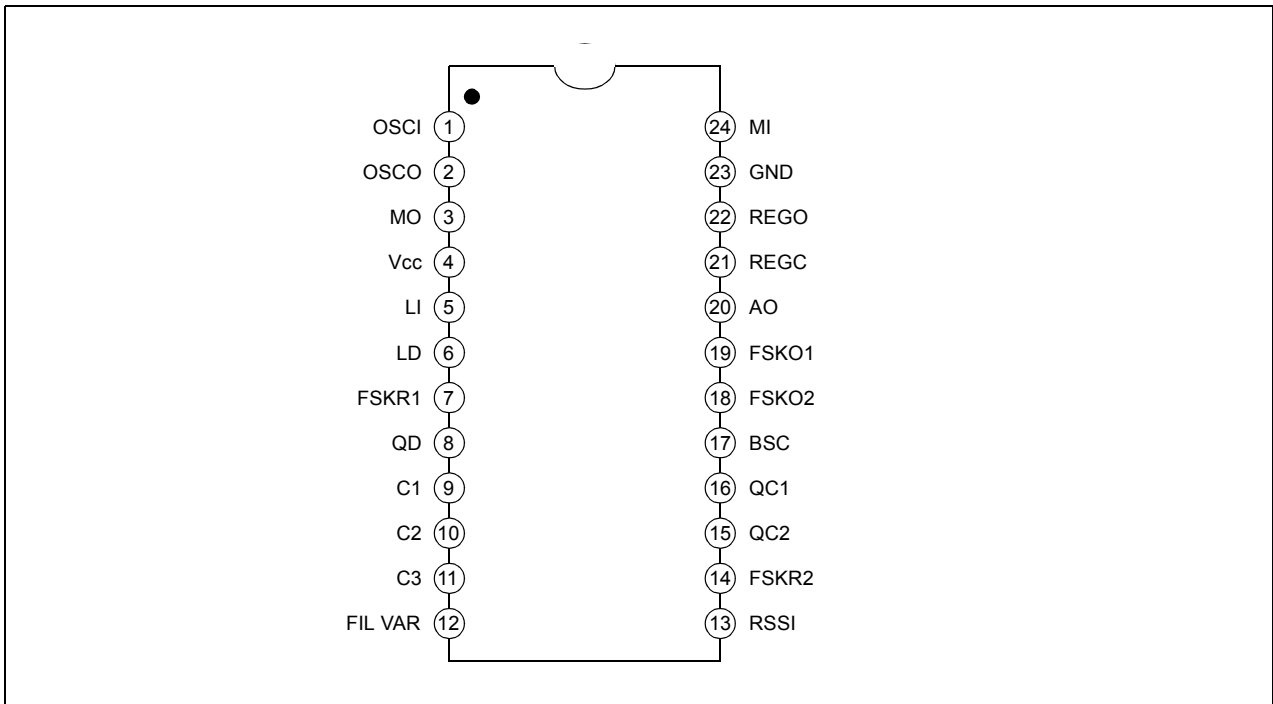 OSCI 1 24 MI
OSCO 2 23 GND
MO 3 22 REGO
Vcc 4 21 REGC
LI 5 20 AO
LD 6 19 FSKO1
FSKR1 7 18 FSKO2
QD 8 17 BSC
C1 9 16 QC1
C2 10 15 QC2
C3 11 14 FSKR2
FIL VAR 12 13 RSSI